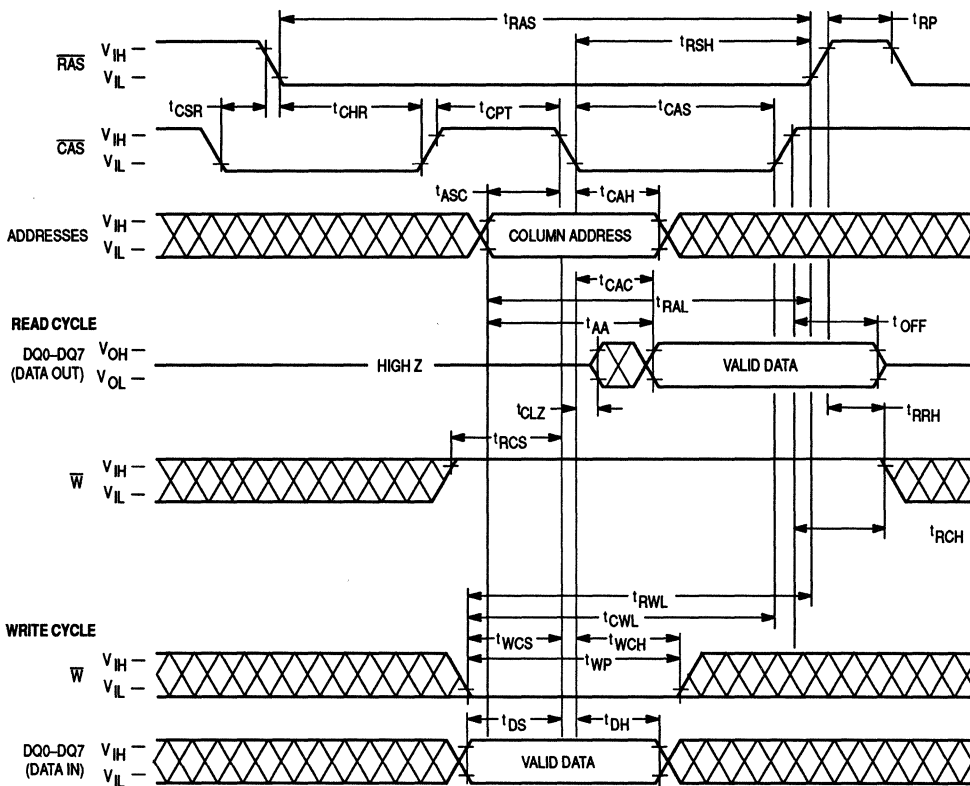 tRAS
tRP
tRSH
RAS
VIH
VIL
tCSR
tCHR
tCPT
tCAS
CAS
VIH
VIL
tASC
tCAH
ADDRESSES
VIH
VIL
COLUMN ADDRESS
tCAC
tRAL
READ CYCLE
tAA
tOFF
DQ0–DQ7
(DATA OUT)
VOH
VOL
HIGH Z
VALID DATA
tCLZ
tRRH
tRCS
W
VIH
VIL
tRCH
tRWL
tCWL
WRITE CYCLE
tWCS
tWCH
tWP
W
VIH
VIL
tDS
tDH
DQ0–DQ7
(DATA IN)
VIH
VIL
VALID DATA